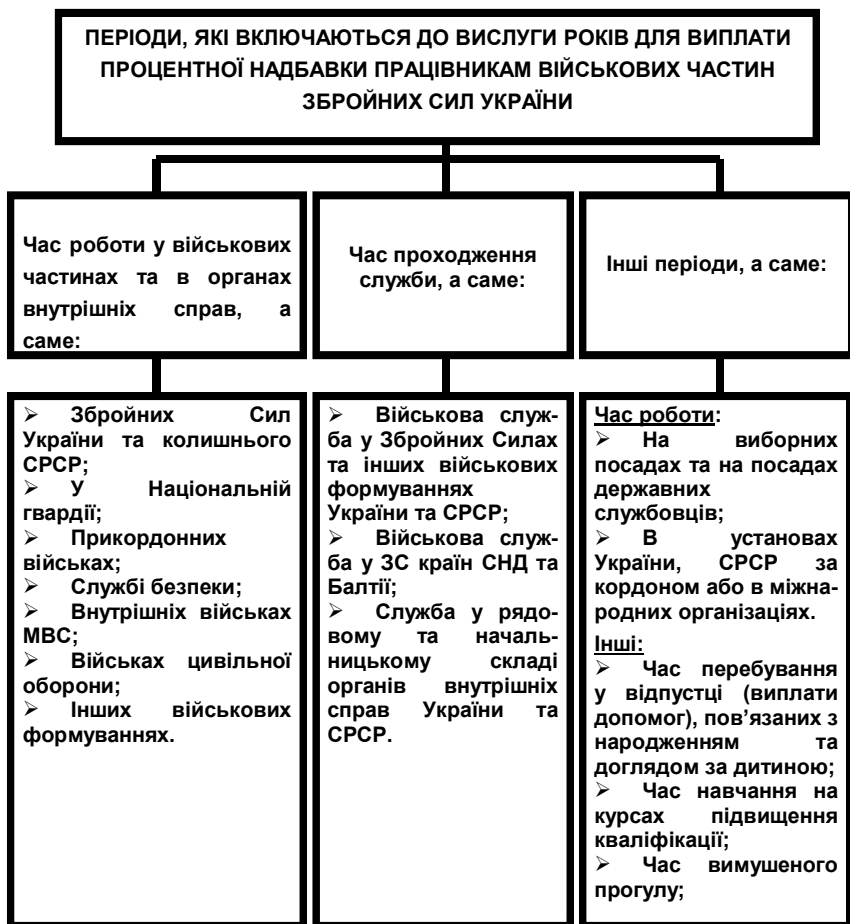 ПЕРІОДИ, ЯКІ ВКЛЮЧАЮТЬСЯ ДО ВИСЛУГИ РОКІВ ДЛЯ ВИПЛАТИ
ПРОЦЕНТНОЇ НАДБАВКИ ПРАЦІВНИКАМ ВІЙСЬКОВИХ ЧАСТИН
ЗБРОЙНИХ СИЛ УКРАЇНИ
Час роботи у військових
частинах та в органах
внутрішніх справ, а
саме:
Час проходження
служби, а саме:
Інші періоди, а саме:
➢ Збройних Сил
України та колишнього
СРСР;
➢ У Національній
гвардії;
➢ Прикордонних
військах;
➢ Службі безпеки;
➢ Внутрішніх військах
МВС;
➢ Військах цивільної
оборони;
➢ Інших військових
формуваннях.
➢ Військова служ-
ба у Збройних Силах
та інших військових
формуваннях
України та СРСР;
➢ Військова служ-
ба у ЗС країн СНД та
Балтії;
➢ Служба у рядо-
вому та началь-
ницькому складі
органів внутрішніх
справ України та
СРСР.
Час роботи:
➢ На виборних
посадах та на посадах
державних
службовців;
➢ В установах
України, СРСР за
кордоном або в міжна-
родних організаціях.
Інші:
➢ Час перебування
у відпустці (виплати
допомог), пов’язаних з
народженням та
доглядом за дитиною;
➢ Час навчання на
курсах підвищення
кваліфікації;
➢ Час вимушеного
прогулу;